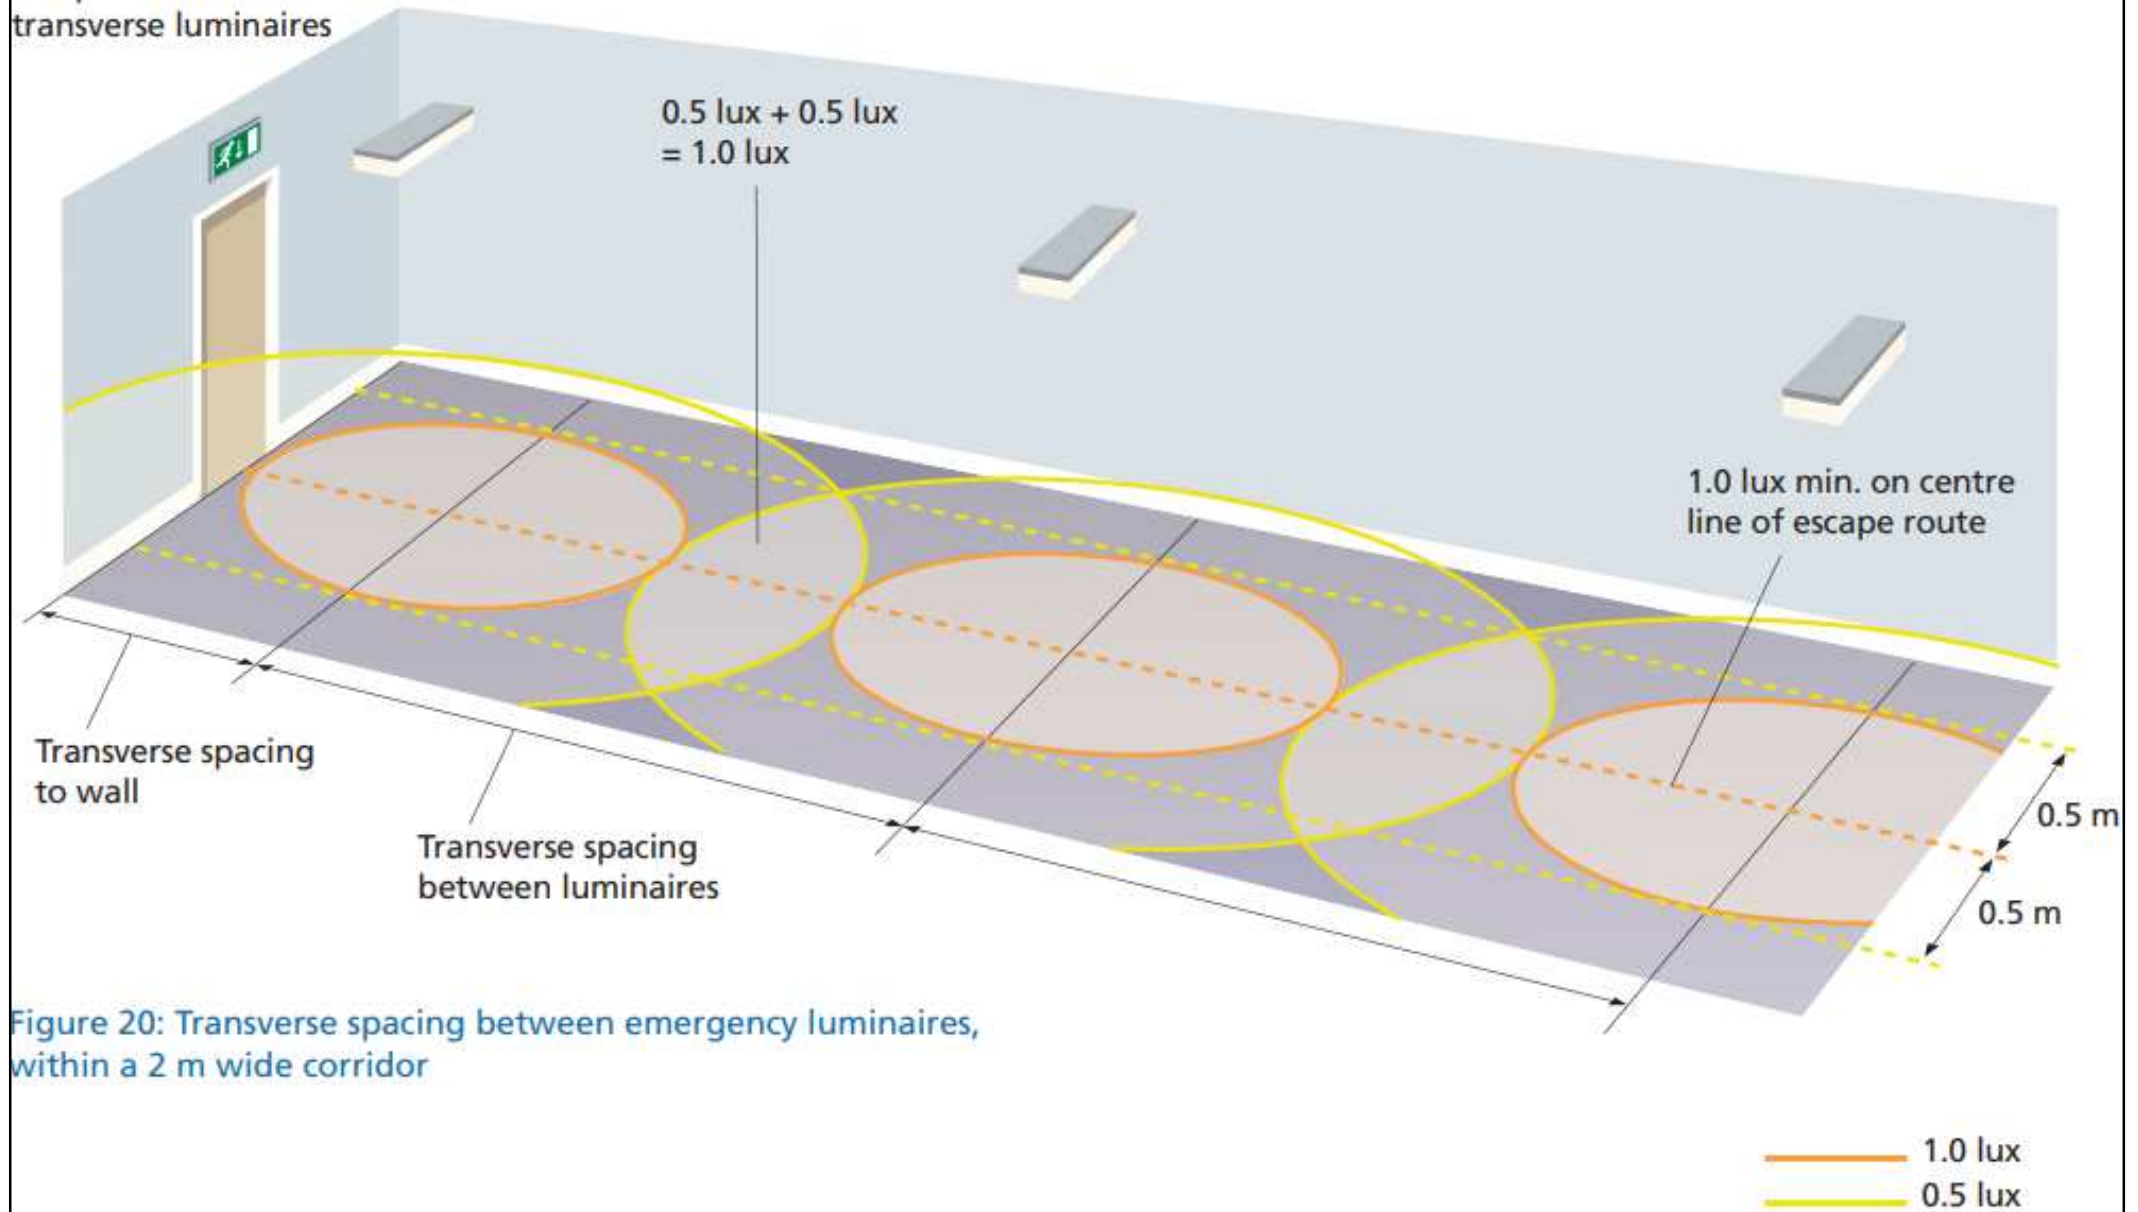 transverse luminaires
0.5 lux + 0.5 lux
= 1.0 lux
1.0 lux min. on centre
line of escape route
Transverse spacing
to wall
Transverse spacing
between luminaires
0.5 m
0.5 m
Figure 20: Transverse spacing between emergency luminaires,
within a 2 m wide corridor
1.0 lux
0.5 lux